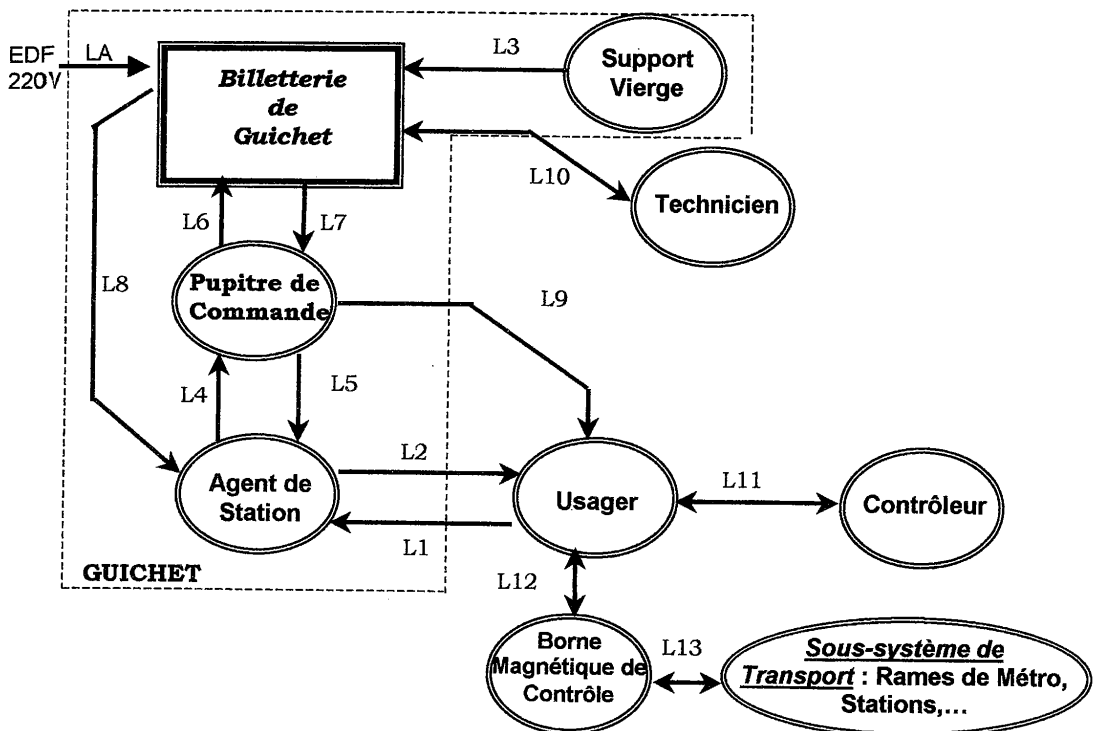 EDF
220V
LA
Billetterie
de
Guichet
L3
Support
Vierge
L10
Technicien
L6
L7
L8
Pupitre de
Commande
L9
L4
L5
Agent de
Station
L2
L1
Usager
L11
Contrôleur
GUICHET
L12
Borne
Magnétique de
Contrôle
L13
Sous-système de
Transport : Rames de Métro,
Stations,...